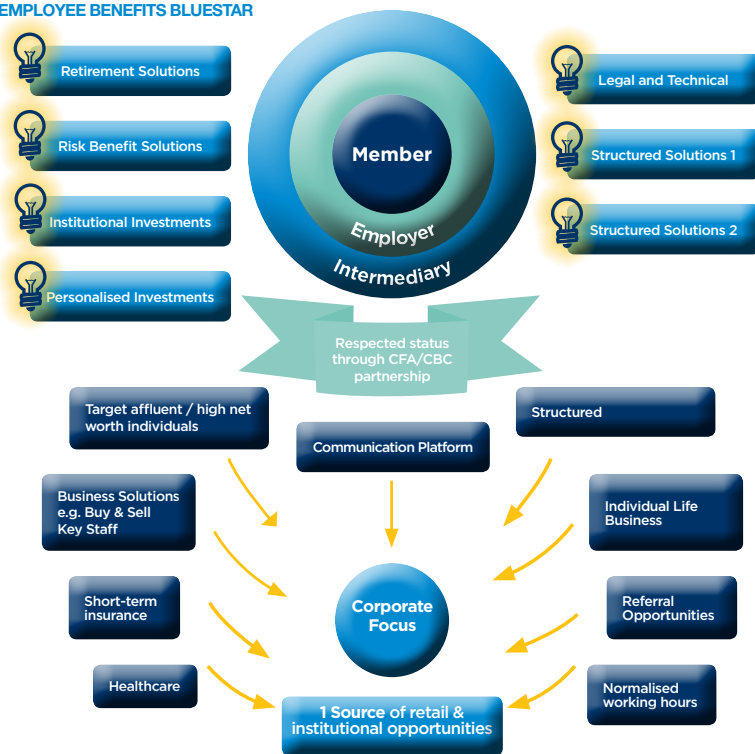 EMPLOYEE BENEFITS BLUESTAR
Retirement Solutions
Risk Benefit Solutions
Institutional Investments
Personalised Investments
Member
Employer
Intermediary
Legal and Technical
Structured Solutions 1
Structured Solutions 2
Respected status
through CFA/CBC
partnership
Target affluent / high net
worth individuals
Communication Platform
Structured
Business Solutions
e.g. Buy & Sell
Key Staff
Individual Life
Business
Short-term
insurance
Corporate
Focus
Referral
Opportunities
Healthcare
1 Source of retail &
institutional opportunities
Normalised
working hours